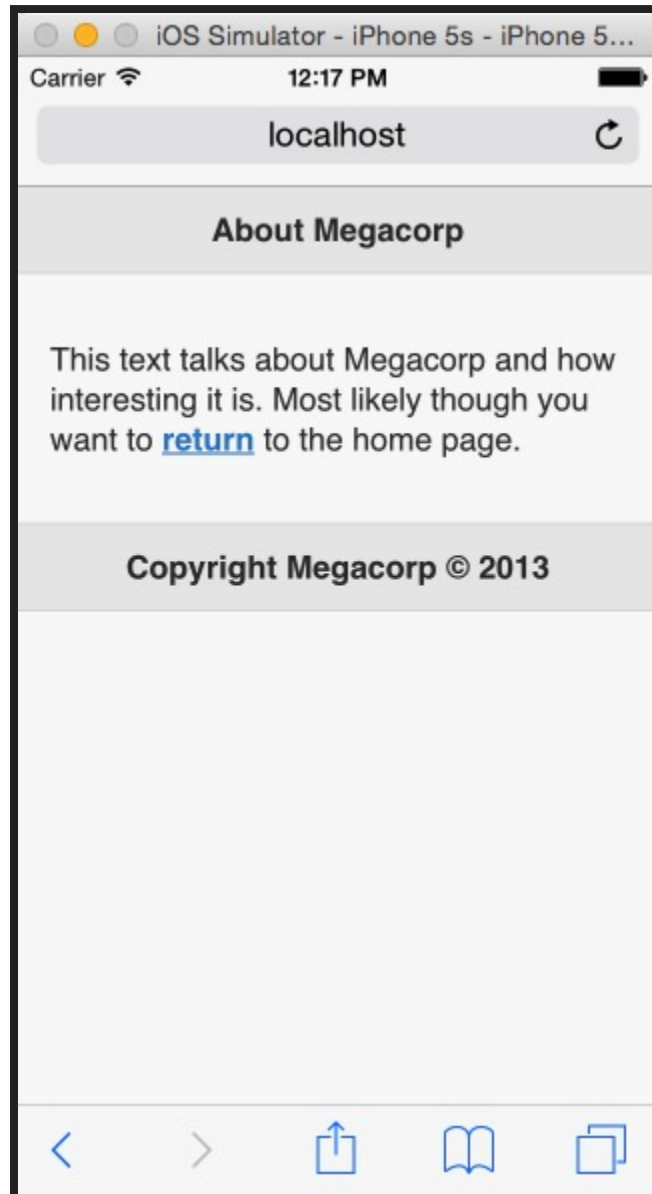 iOS Simulator - iPhone 5s - iPhone 5...
Carrier 12:17 PM
localhost
About Megacorp
This text talks about Megacorp and how
interesting it is. Most likely though you
want to return to the home page.
Copyright Megacorp © 2013